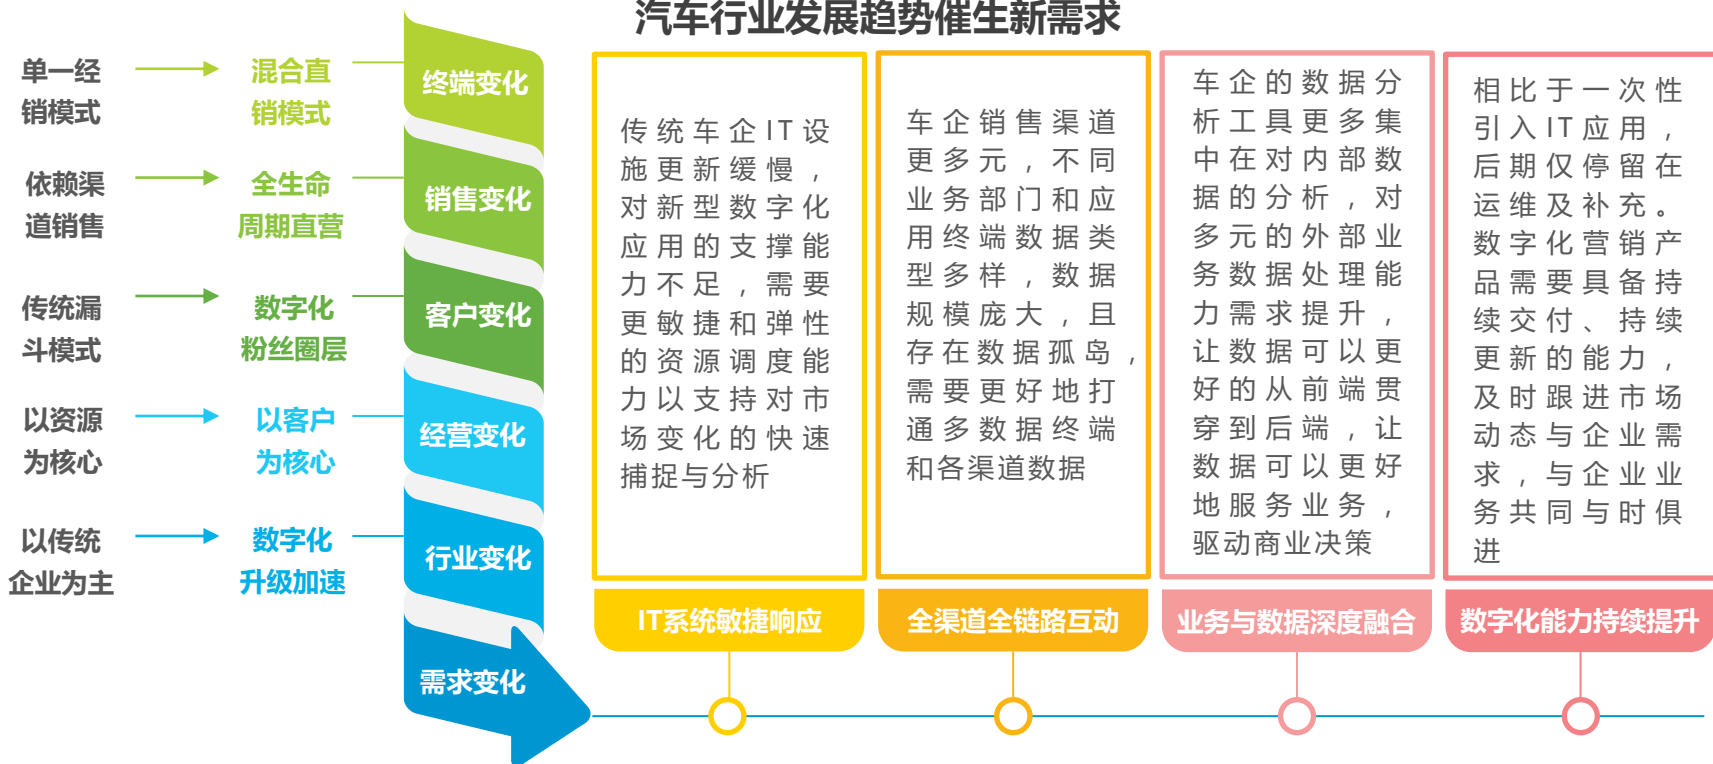 汽车行业发展趋势催生新需求
单一经
销模式
混合直
销模式
终端变化
依赖渠
道销售
全生命
周期直营
销售变化
传统漏
斗模式
数字化
粉丝圈层
客户变化
以资源
为核心
以客户
为核心
经营变化
以传统
企业为主
数字化
升级加速
行业变化
需求变化
传统车企IT设
施更新缓慢，
对新型数字化
应用的支撑能
力不足，需要
更敏捷和弹性
的资源调度能
力以支持对市
场变化的快速
捕捉与分析
IT系统敏捷响应
车企销售渠道
更多元，不同
业务部门和应
用终端数据类
型多样，数据
规模庞大，且
存在数据孤岛，
需要更好地打
通多数据终端
和各渠道数据
全渠道全链路互动
车企的数据分
析工具更多集
中在对内部数
据的分析，对
多元的外部业
务数据处理能
力需求提升，
让数据可以更
好的从前端贯
穿到后端，让
数据可以更好
地服务业务，
驱动商业决策
业务与数据深度融合
相比于一次性
引入IT应用，
后期仅停留在
运维及补充。
数字化营销产
品需要具备持
续交付、持续
更新的能力，
及时跟进市场
动态与企业需
求，与企业业
务共同与时俱
进
数字化能力持续提升